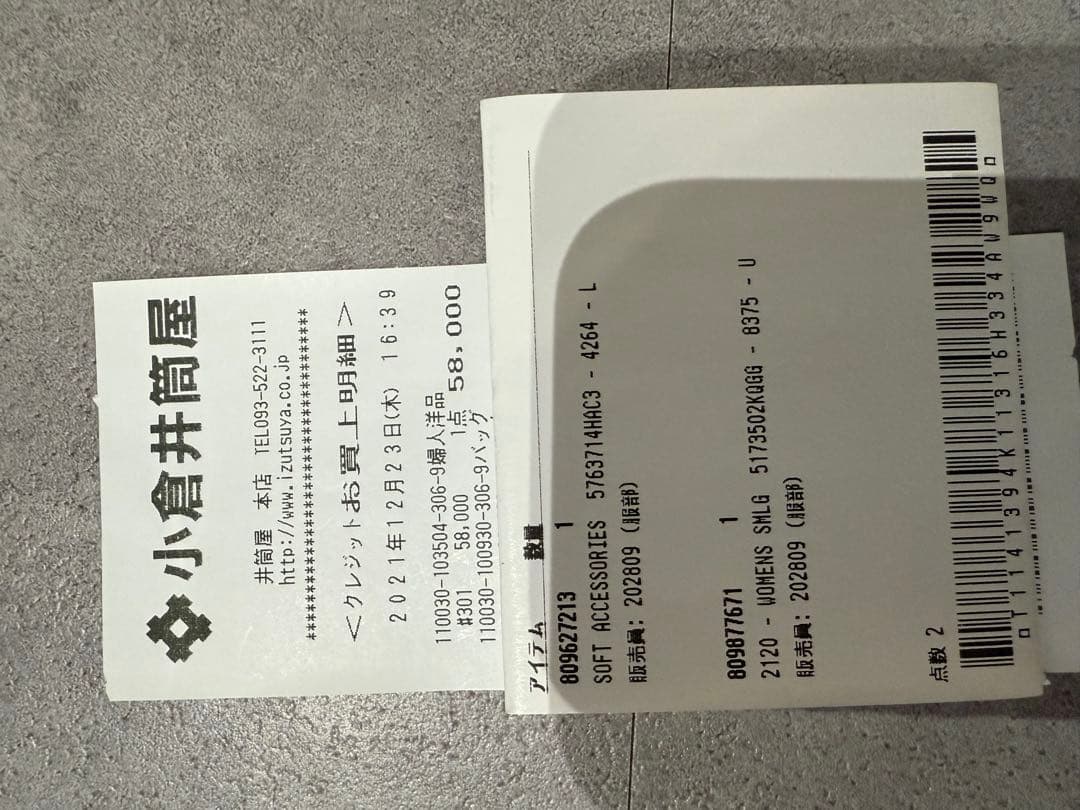 小倉井筒屋
井筒屋 本店 TEL093-522-3111
http://www.izutsuya.co.jp
<クレジットお買上明細>
2021年12月23日(木) 16:39
110030-103504-306-9婦人洋品
#301 58,000 1点 58,000
110030-100930-306-9バッグ
アイテム 数量
809627213 1
SOFT ACCESSORIES 5763714HAC3 - 4264 - L
販売員: 202809 (服部)
809877671 1
2120 - WOMENS SMLG 5173502KQGG - 8375 - U
販売員: 202809 (服部)
点数 2